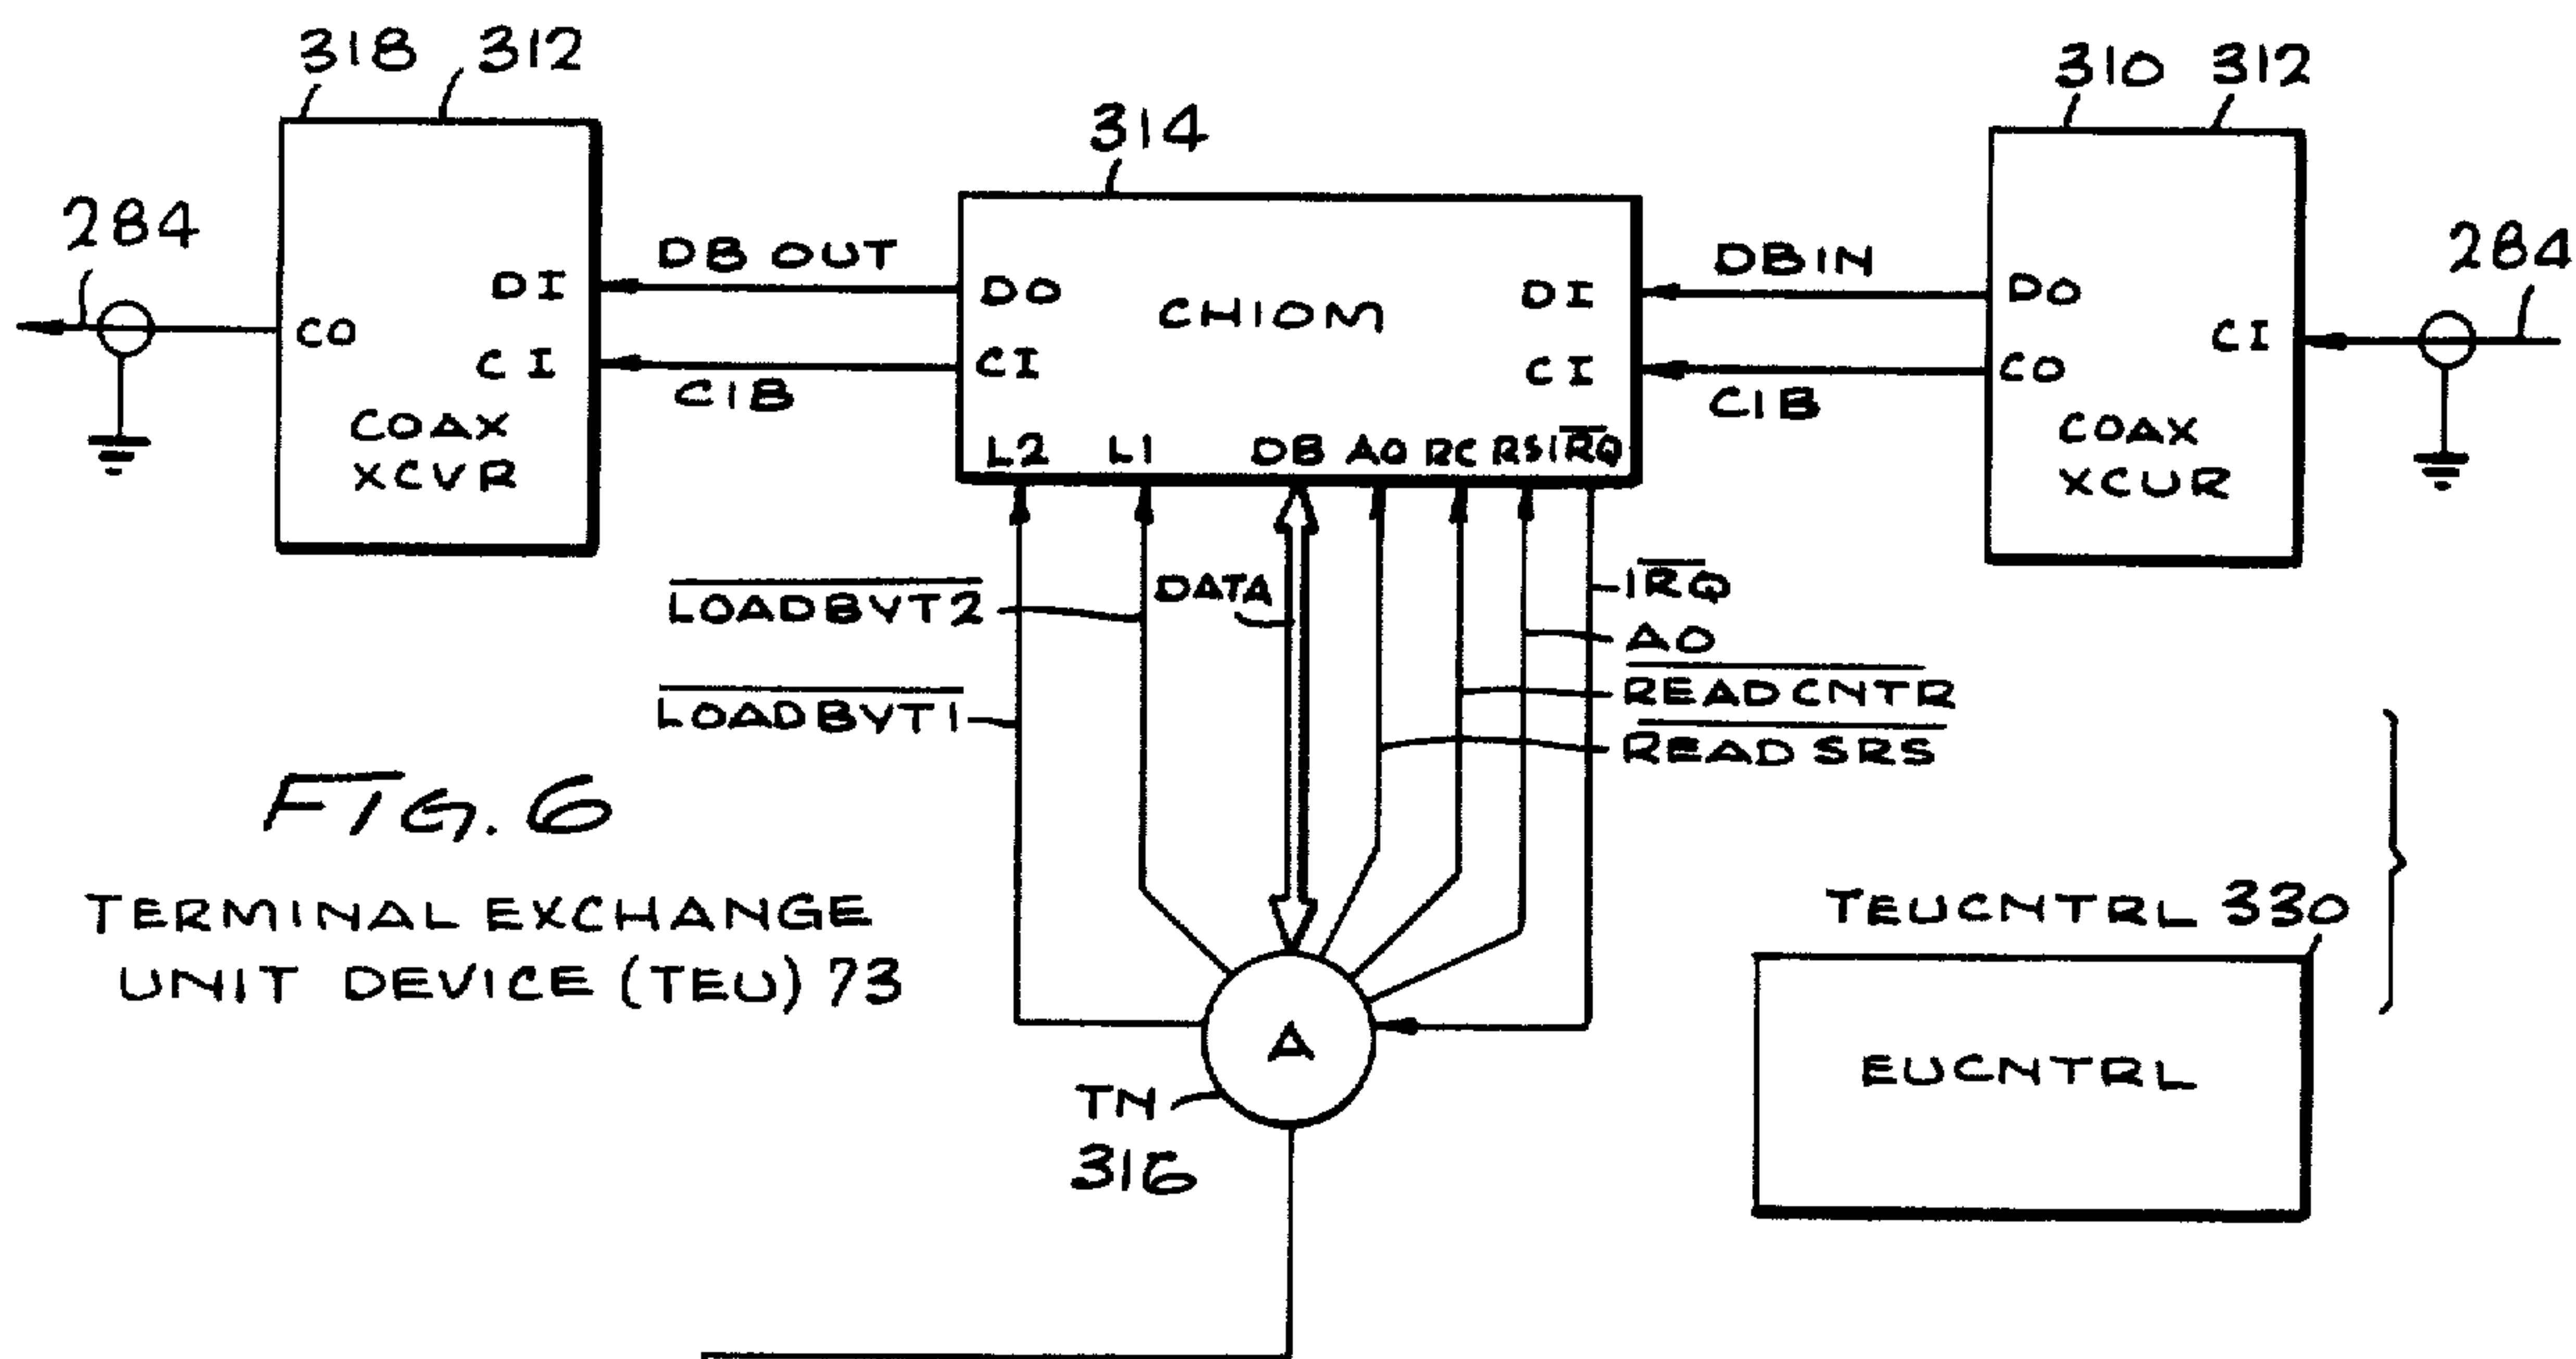 318 312
310 312
314
284
DB OUT
DBIN
284
DI
DO
CHIOM
DI
DO
CO
CI
CI
CI
CO
CI
CIB
CIB
COAX
XCVR
COAX
XCUR
L2 L1 DB AO RC RS IRQ
LOADBYT2
DATA
IRQ
AO
LOADBYT1
READCNTR
READ SRS
FIG. 6
TERMINAL EXCHANGE
UNIT DEVICE (TEU) 73
TEUCNTRL 330
A
EUCNTRL
TN
316